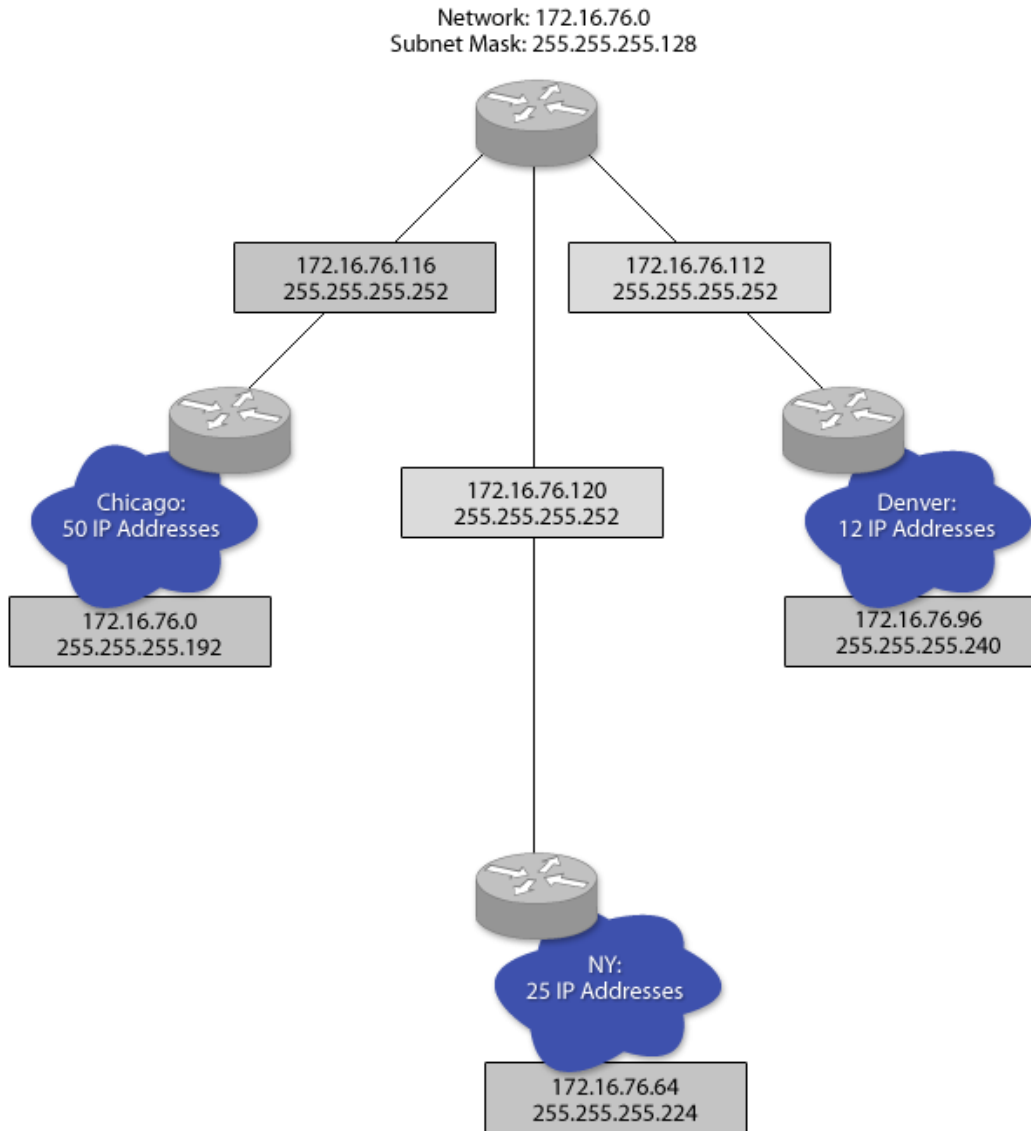 Network: 172.16.76.0
Subnet Mask: 255.255.255.128
172.16.76.116
255.255.255.252
172.16.76.112
255.255.255.252
172.16.76.120
255.255.255.252
Chicago:
50 IP Addresses
172.16.76.0
255.255.255.192
Denver:
12 IP Addresses
172.16.76.96
255.255.255.240
NY:
25 IP Addresses
172.16.76.64
255.255.255.224